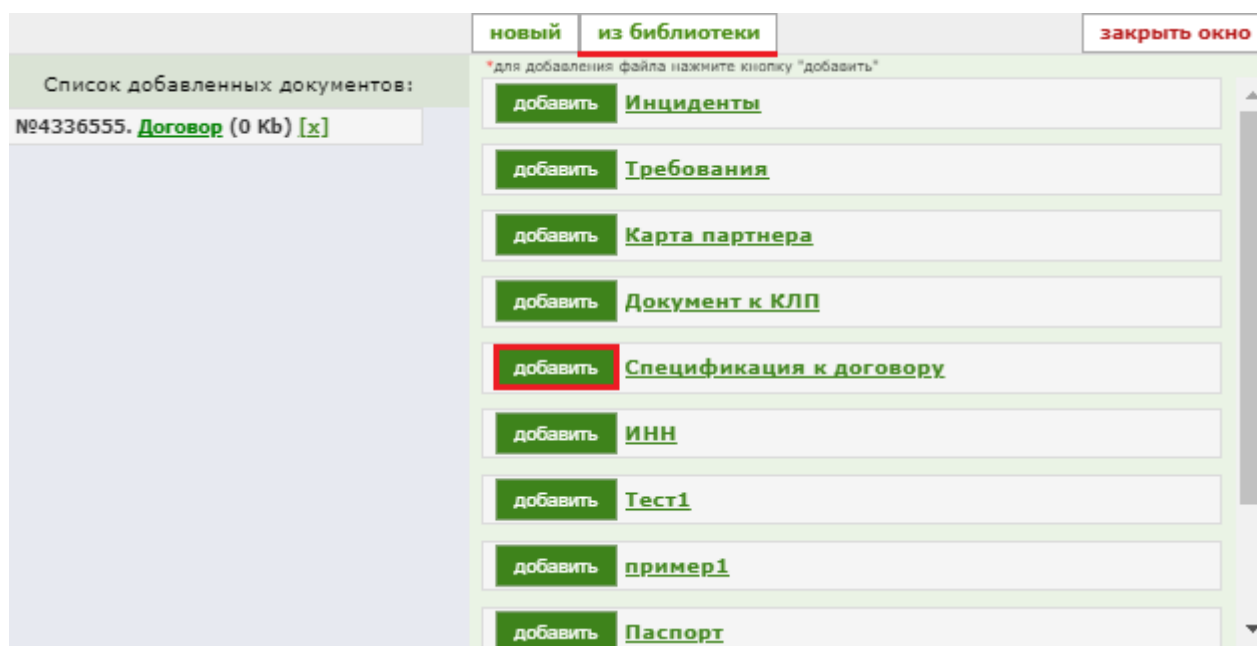 новый из библиотеки закрыть окно
*для добавления файла нажмите кнопку "добавить"
Список добавленных документов:
№4336555. Договор (0 Kb) [x]
добавить Инциденты
добавить Требования
добавить Карта партнера
добавить Документ к КЛП
добавить Спецификация к договору
добавить ИНН
добавить Тест1
добавить пример1
добавить Паспорт